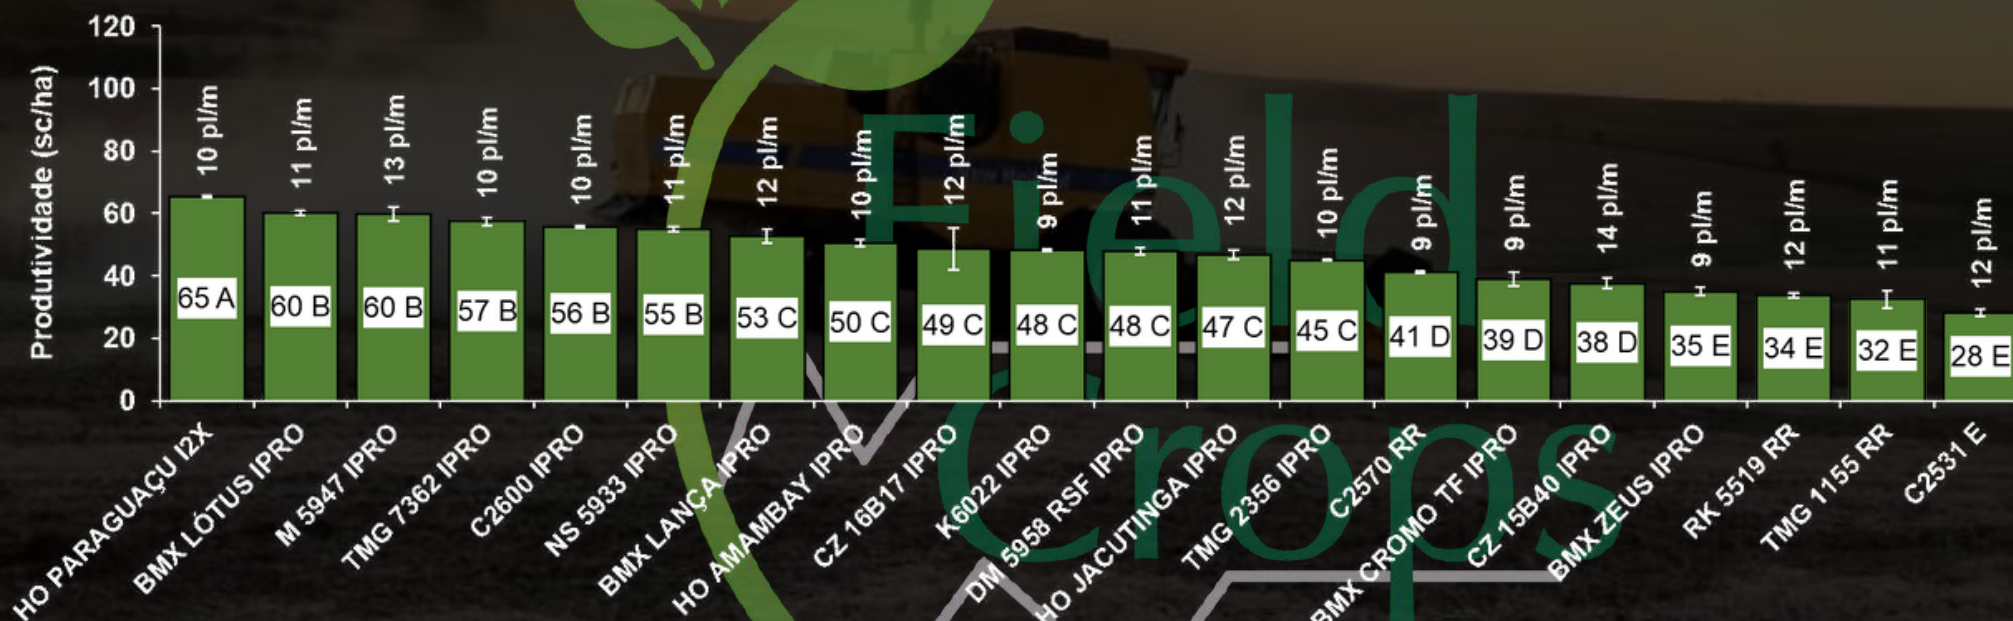 Produtividade (sc/ha)
120
100
80
60
40
20
0
10 pl/m
11 pl/m
13 pl/m
10 pl/m
10 pl/m
11 pl/m
12 pl/m
10 pl/m
12 pl/m
9 pl/m
11 pl/m
12 pl/m
10 pl/m
9 pl/m
9 pl/m
14 pl/m
9 pl/m
12 pl/m
11 pl/m
12 pl/m
65 A
60 B
60 B
57 B
56 B
55 B
53 C
50 C
49 C
48 C
48 C
47 C
45 C
41 D
39 D
38 D
35 E
34 E
32 E
28 E
HO PARAGUAÇU I2X
BMX LÓTUS IPRO
M 5947 IPRO
TMG 7362 IPRO
C2600 IPRO
NS 5933 IPRO
BMX LANÇA IPRO
HO AMAMBAY IPRO
CZ 16B17 IPRO
K6022 IPRO
DM 5958 RSF IPRO
HO JACUTINGA IPRO
TMG 2356 IPRO
C2570 RR
BMX CROMO TF IPRO
CZ 15B40 IPRO
BMX ZEUS IPRO
RK 5519 RR
TMG 1155 RR
C2531 E
Field
Crops